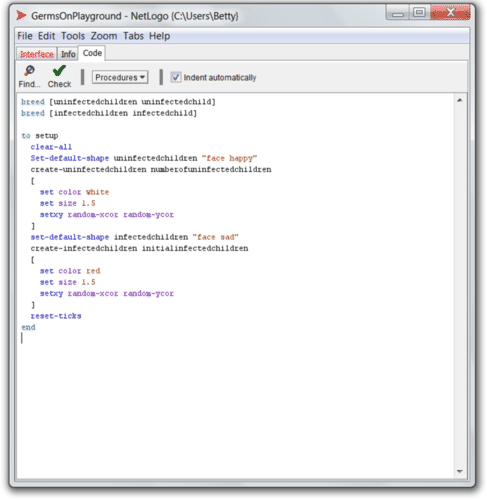 GermsOnPlayground - NetLogo {C:\Users\Betty}
File Edit Tools Zoom Tabs Help
Interface Info Code
Find... Check Procedures Indent automatically
breed [uninfectedchildren uninfectedchild]
breed [infectedchildren infectedchild]
to setup
clear-all
Set-default-shape uninfectedchildren "face happy"
create-uninfectedchildren numberofuninfectedchildren
[
set color white
set size 1.5
setxy random-xcor random-ycor
]
set-default-shape infectedchildren "face sad"
create-infectedchildren initialinfectedchildren
[
set color red
set size 1.5
setxy random-xcor random-ycor
]
reset-ticks
end